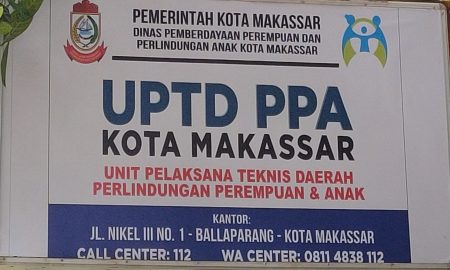 PEMERINTAH KOTA MAKASSAR
DINAS PEMBERDAYAAN PEREMPUAN DAN
PERLINDUNGAN ANAK KOTA MAKASSAR
UPTD PPA
KOTA MAKASSAR
UNIT PELAKSANA TEKNIS DAERAH
PERLINDUNGAN PEREMPUAN & ANAK
KANTOR:
JL. NIKEL III NO. 1 - BALLAPARANG - KOTA MAKASSAR
CALL CENTER: 112 WA CENTER: 0811 4838 112